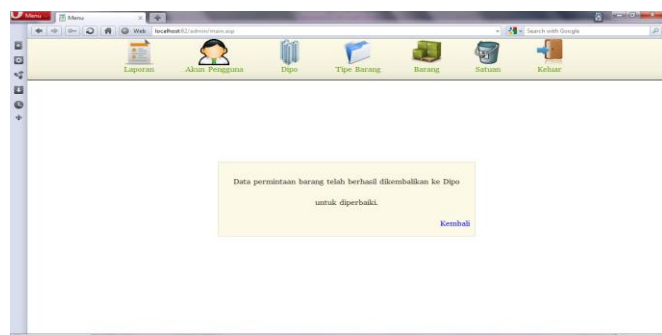 Menu
Menu
Web localhost:82/admin/main.asp
Search with Google
Laporan Akun Pengguna Dipo Tipe Barang Barang Satuan Keluar
Data permintaan barang telah berhasil dikembalikan ke Dipo
untuk diperbaiki.
Kembali